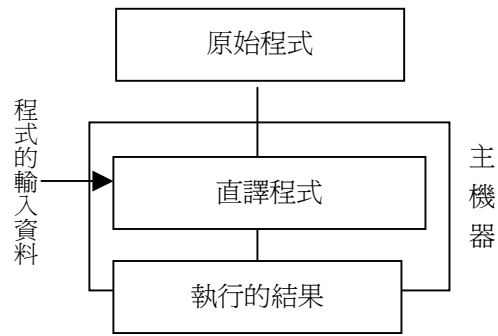 原始程式
程式的輸入資料
直譯程式
主機器
執行的結果